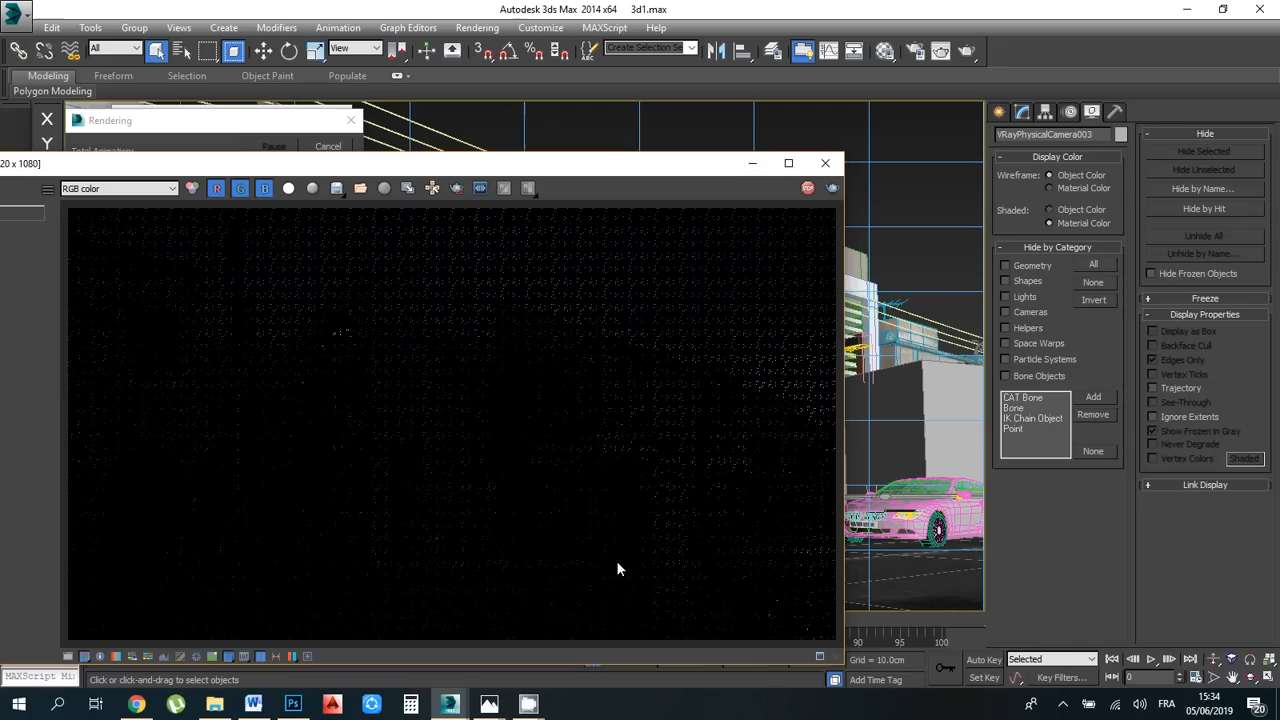 Autodesk 3ds Max 2014 x64    3d1.max
Edit Tools Group Views Create Modifiers Animation Graph Editors Rendering Customize MAXScript Help
All View Create Selection Se
Modeling Freeform Selection Object Paint Populate
Polygon Modeling
X
Y
Rendering
Total Animation:
Pause Cancel
20 x 1080]
RGB color
R G B
STOP
VRayPhysicalCamera003
- Display Color
Wireframe: Object Color
Material Color
Shaded: Object Color
Material Color
- Hide by Category
Geometry All
Shapes None
Lights Invert
Cameras
Helpers
Space Warps
Particle Systems
Bone Objects
CAT Bone
Bone
IK Chain Object
Point
Add
Remove
None
- Hide
Hide Selected
Hide Unselected
Hide by Name...
Hide by Hit
Unhide All
Unhide by Name...
Hide Frozen Objects
+ Freeze
- Display Properties
Display as Box
Backface Cull
Edges Only
Vertex Ticks
Trajectory
See-Through
Ignore Extents
Show Frozen in Gray
Never Degrade
Vertex Colors Shaded
+ Link Display
90 95 100
MAXScript Mi
Click or click-and-drag to select objects
Grid = 10.0cm
Add Time Tag
Auto Key Selected
Set Key Key Filters...
0
FRA
15:34
05/06/2019
20